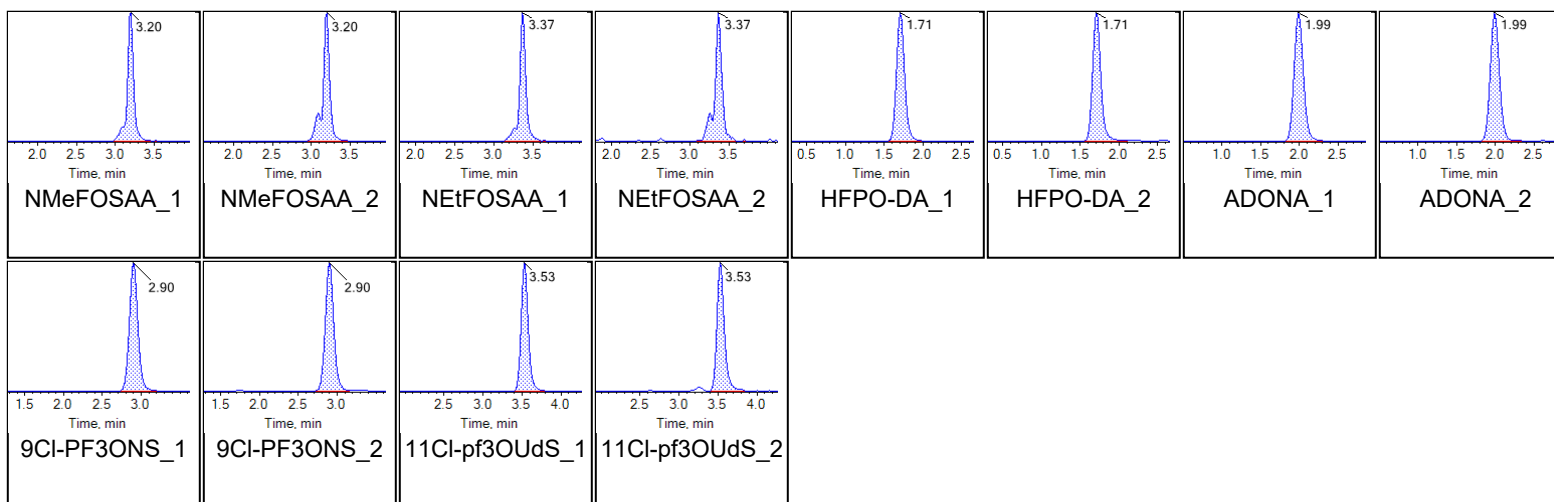 3.20 3.20 3.37 3.37 1.71 1.71 1.99 1.99
2.0 2.5 3.0 3.5 2.0 2.5 3.0 3.5 2.0 2.5 3.0 3.5 2.0 2.5 3.0 3.5 0.5 1.0 1.5 2.0 2.5 0.5 1.0 1.5 2.0 2.5 1.0 1.5 2.0 2.5 1.0 1.5 2.0 2.5
Time, min Time, min Time, min Time, min Time, min Time, min Time, min Time, min
NMeFOSAA_1 NMeFOSAA_2 NEtFOSAA_1 NEtFOSAA_2 HFPO-DA_1 HFPO-DA_2 ADONA_1 ADONA_2
2.90 2.90 3.53 3.53
1.5 2.0 2.5 3.0 1.5 2.0 2.5 3.0 2.5 3.0 3.5 4.0 2.5 3.0 3.5 4.0
Time, min Time, min Time, min Time, min
9Cl-PF3ONS_1 9Cl-PF3ONS_2 11Cl-pf3OUdS_1 11Cl-pf3OUdS_2